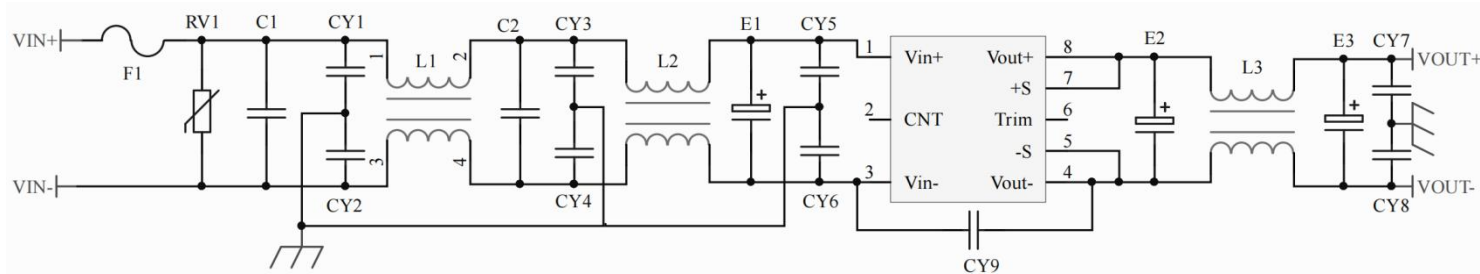 RV1 C1 CY1 C2 CY3 E1 CY5 E2 E3 CY7
VIN+ 1 L1 2 L2 1 Vin+ Vout+ 8 L3 VOUT+
F1 +S 7
2 CNT Trim 6
+ + +
-S 5
3 4 3 Vin- Vout- 4
VIN- CY2 CY4 CY6 VOUT-
CY8
CY9